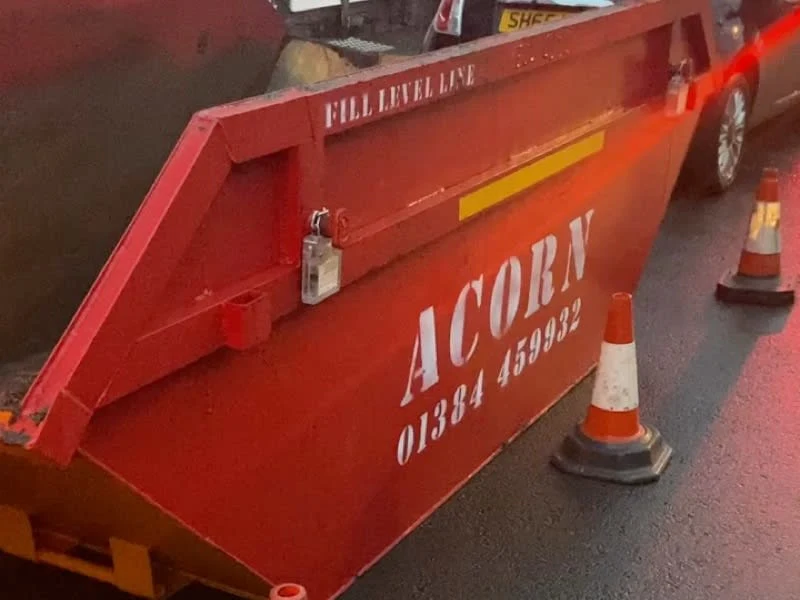 FILL LEVEL LINE
ACORN
01384 459932